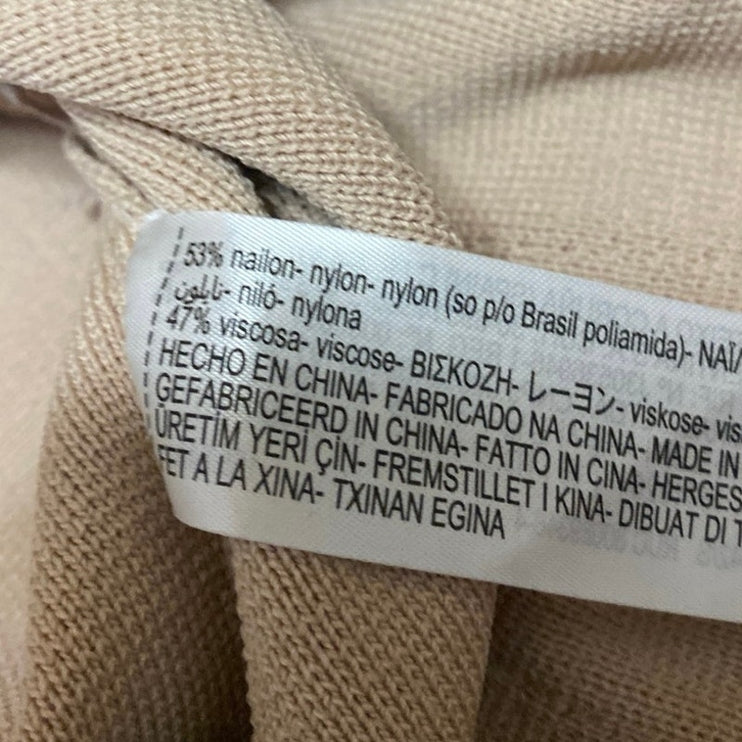 53% nailon- nylon- nylon (so p/o Brasil poliamida)- NAÏ/
نايلون- niló- nylona
47% viscosa- viscose- ΒΙΣΚΟΖΗ- レーヨン- viskose- vis
HECHO EN CHINA- FABRICADO NA CHINA- MADE IN
GEFABRICEERD IN CHINA- FATTO IN CINA- HERGES
ÜRETİM YERİ ÇİN- FREMSTILLET I KINA- DIBUAT DI T
FET A LA XINA- TXINAN EGINA